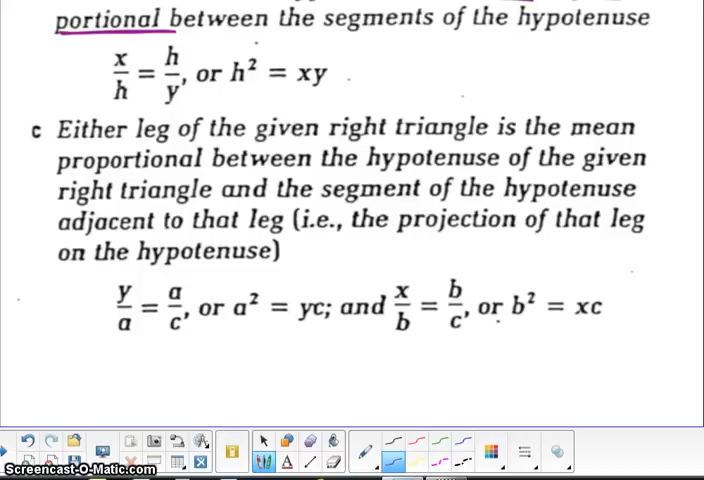 portional between the segments of the hypotenuse
x/h = h/y, or h² = xy
c Either leg of the given right triangle is the mean
proportional between the hypotenuse of the given
right triangle and the segment of the hypotenuse
adjacent to that leg (i.e., the projection of that leg
on the hypotenuse)
y/a = a/c, or a² = yc; and x/b = b/c, or b² = xc
A
Screencast-O-Matic.com